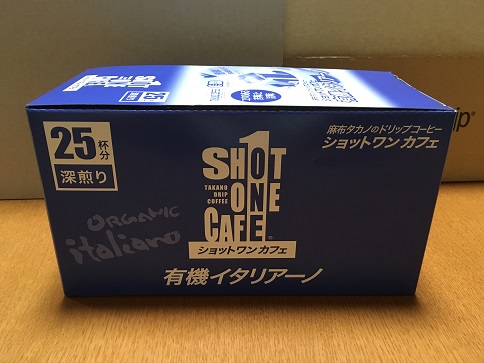 25杯分
深煎り
麻布タカノのドリップコーヒー
ショットワン カフェ
SHOT
TAKANO
DRIP
COFFEE
ONE
CAFE
ショットワン カフェ
ORGANIC
italiano
有機イタリアーノ